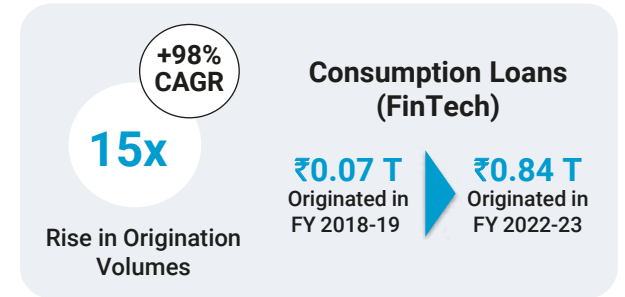 +98%
CAGR
15x
Rise in Origination
Volumes
Consumption Loans
(FinTech)
₹0.07 T
Originated in
FY 2018-19
₹0.84 T
Originated in
FY 2022-23